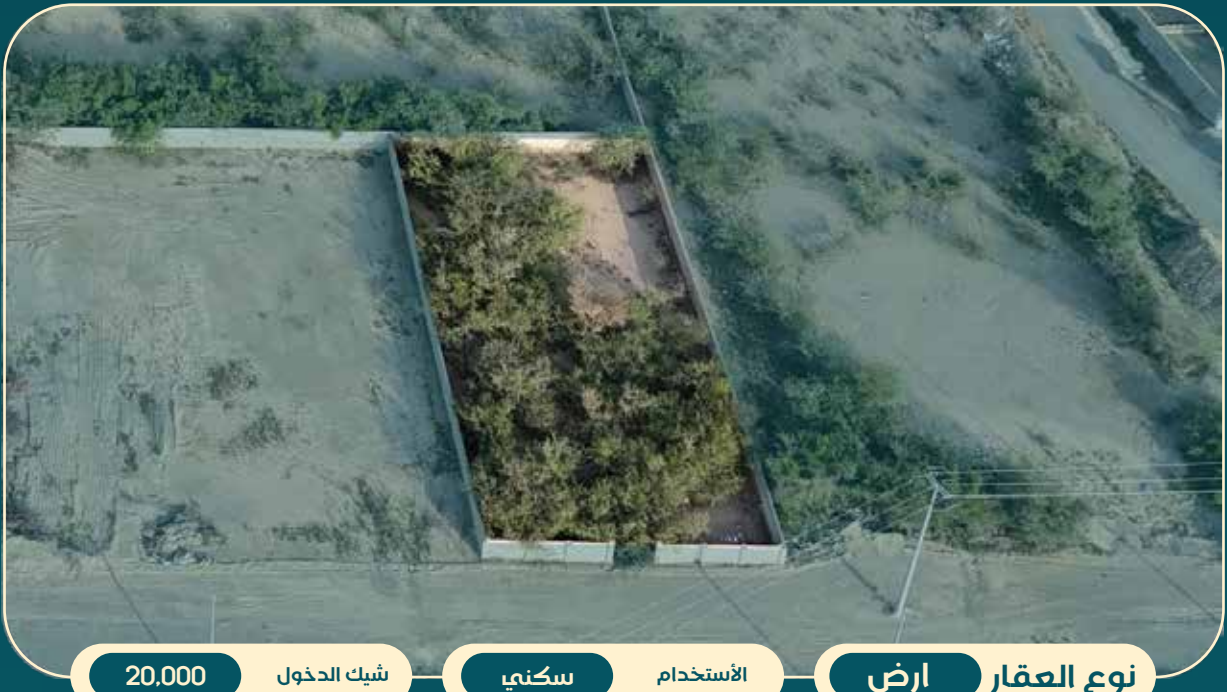 نوع العقار ارض
الأستخدام سكني
شيك الدخول 20,000